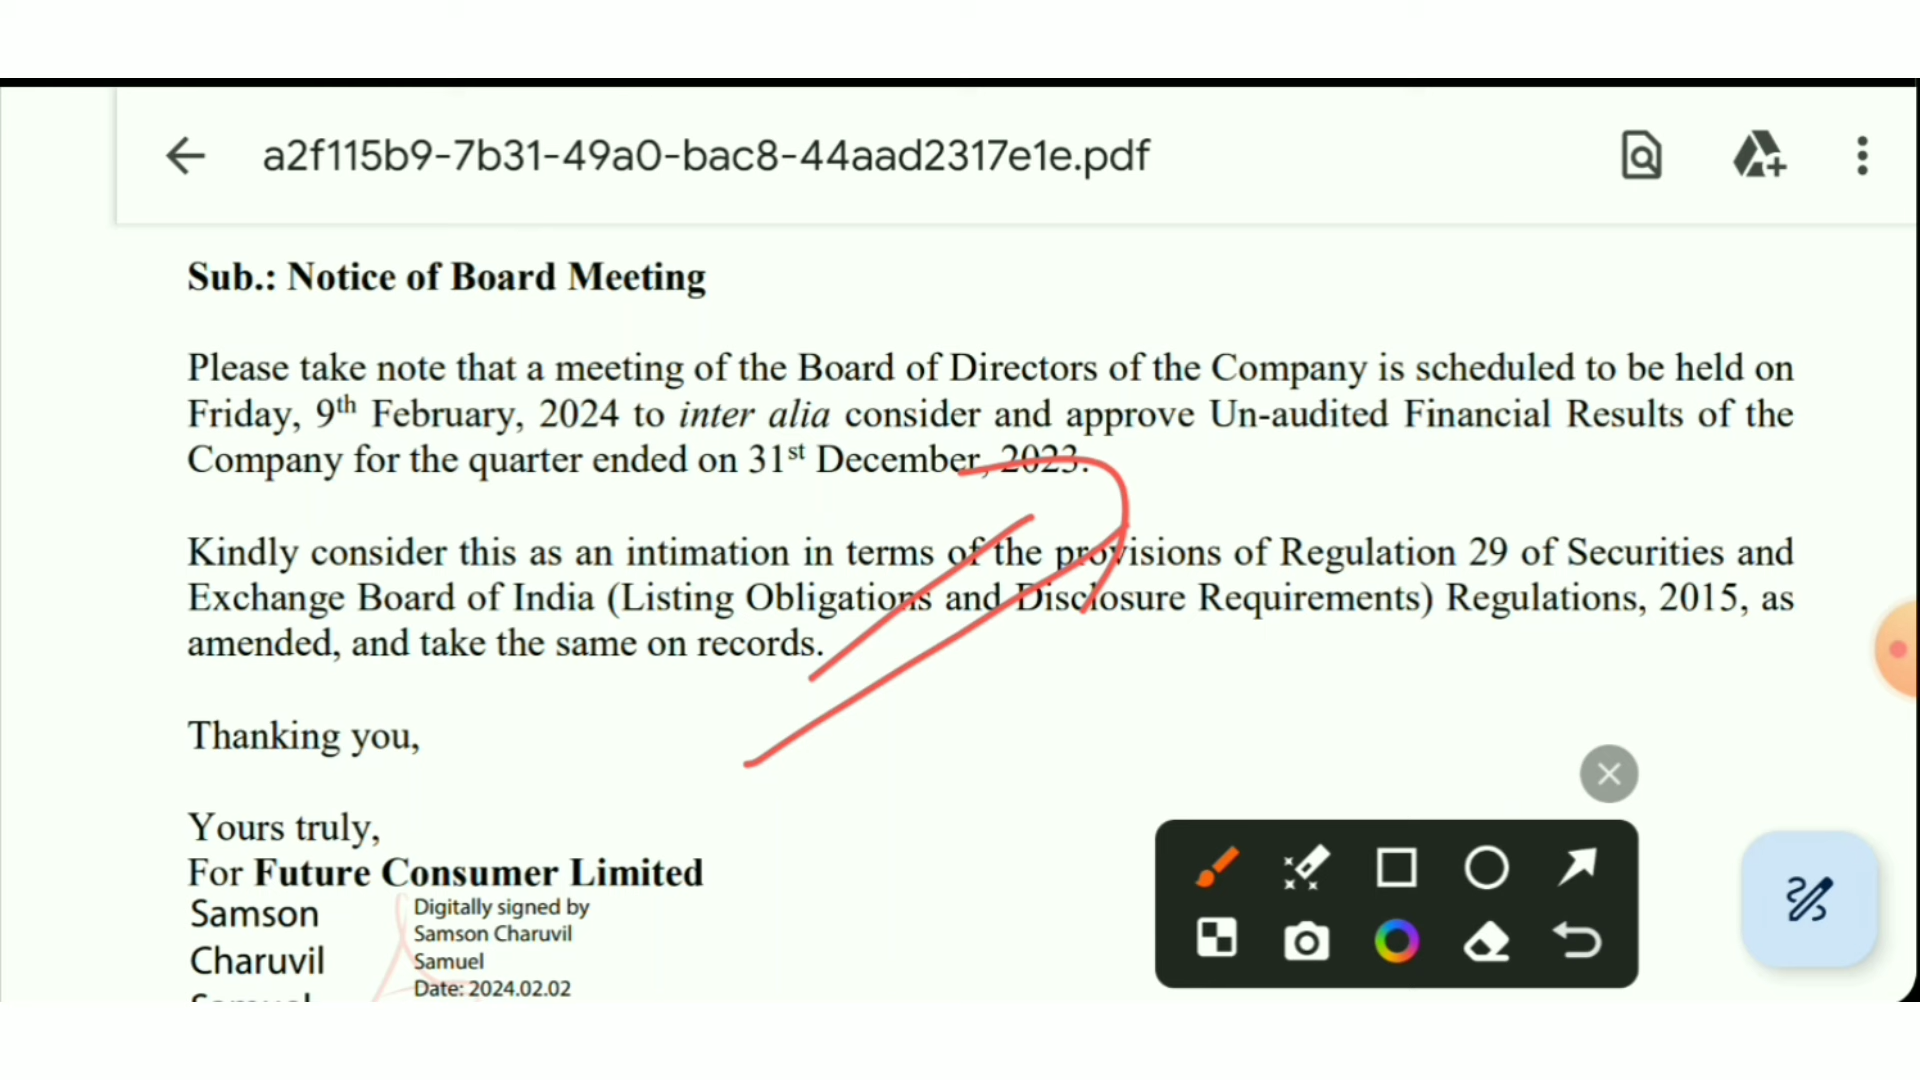 a2f115b9-7b31-49a0-bac8-44aad2317e1e.pdf
Sub.: Notice of Board Meeting
Please take note that a meeting of the Board of Directors of the Company is scheduled to be held on
Friday, 9th February, 2024 to inter alia consider and approve Un-audited Financial Results of the
Company for the quarter ended on 31st December, 2023.
Kindly consider this as an intimation in terms of the provisions of Regulation 29 of Securities and
Exchange Board of India (Listing Obligations and Disclosure Requirements) Regulations, 2015, as
amended, and take the same on records.
Thanking you,
Yours truly,
For Future Consumer Limited
Samson
Charuvil
Samuel
Digitally signed by
Samson Charuvil
Samuel
Date: 2024.02.02